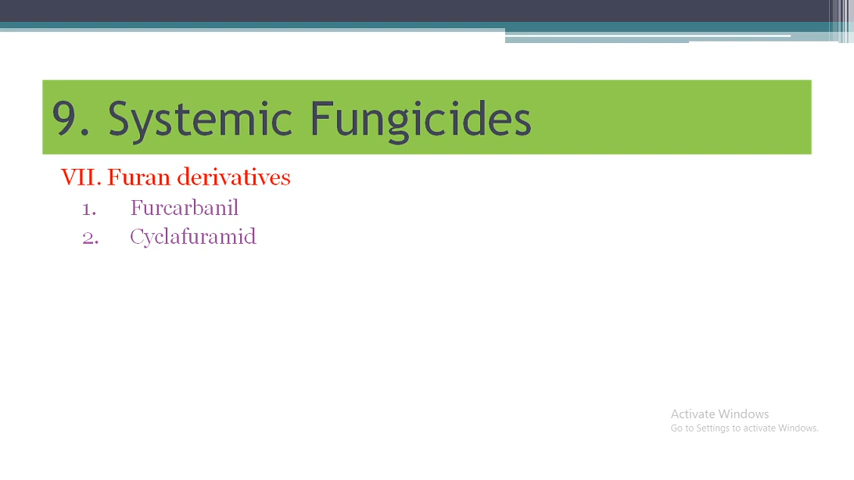 9. Systemic Fungicides
VII. Furan derivatives
1. Furcarbanil
2. Cyclafuramid
Activate Windows
Go to Settings to activate Windows.